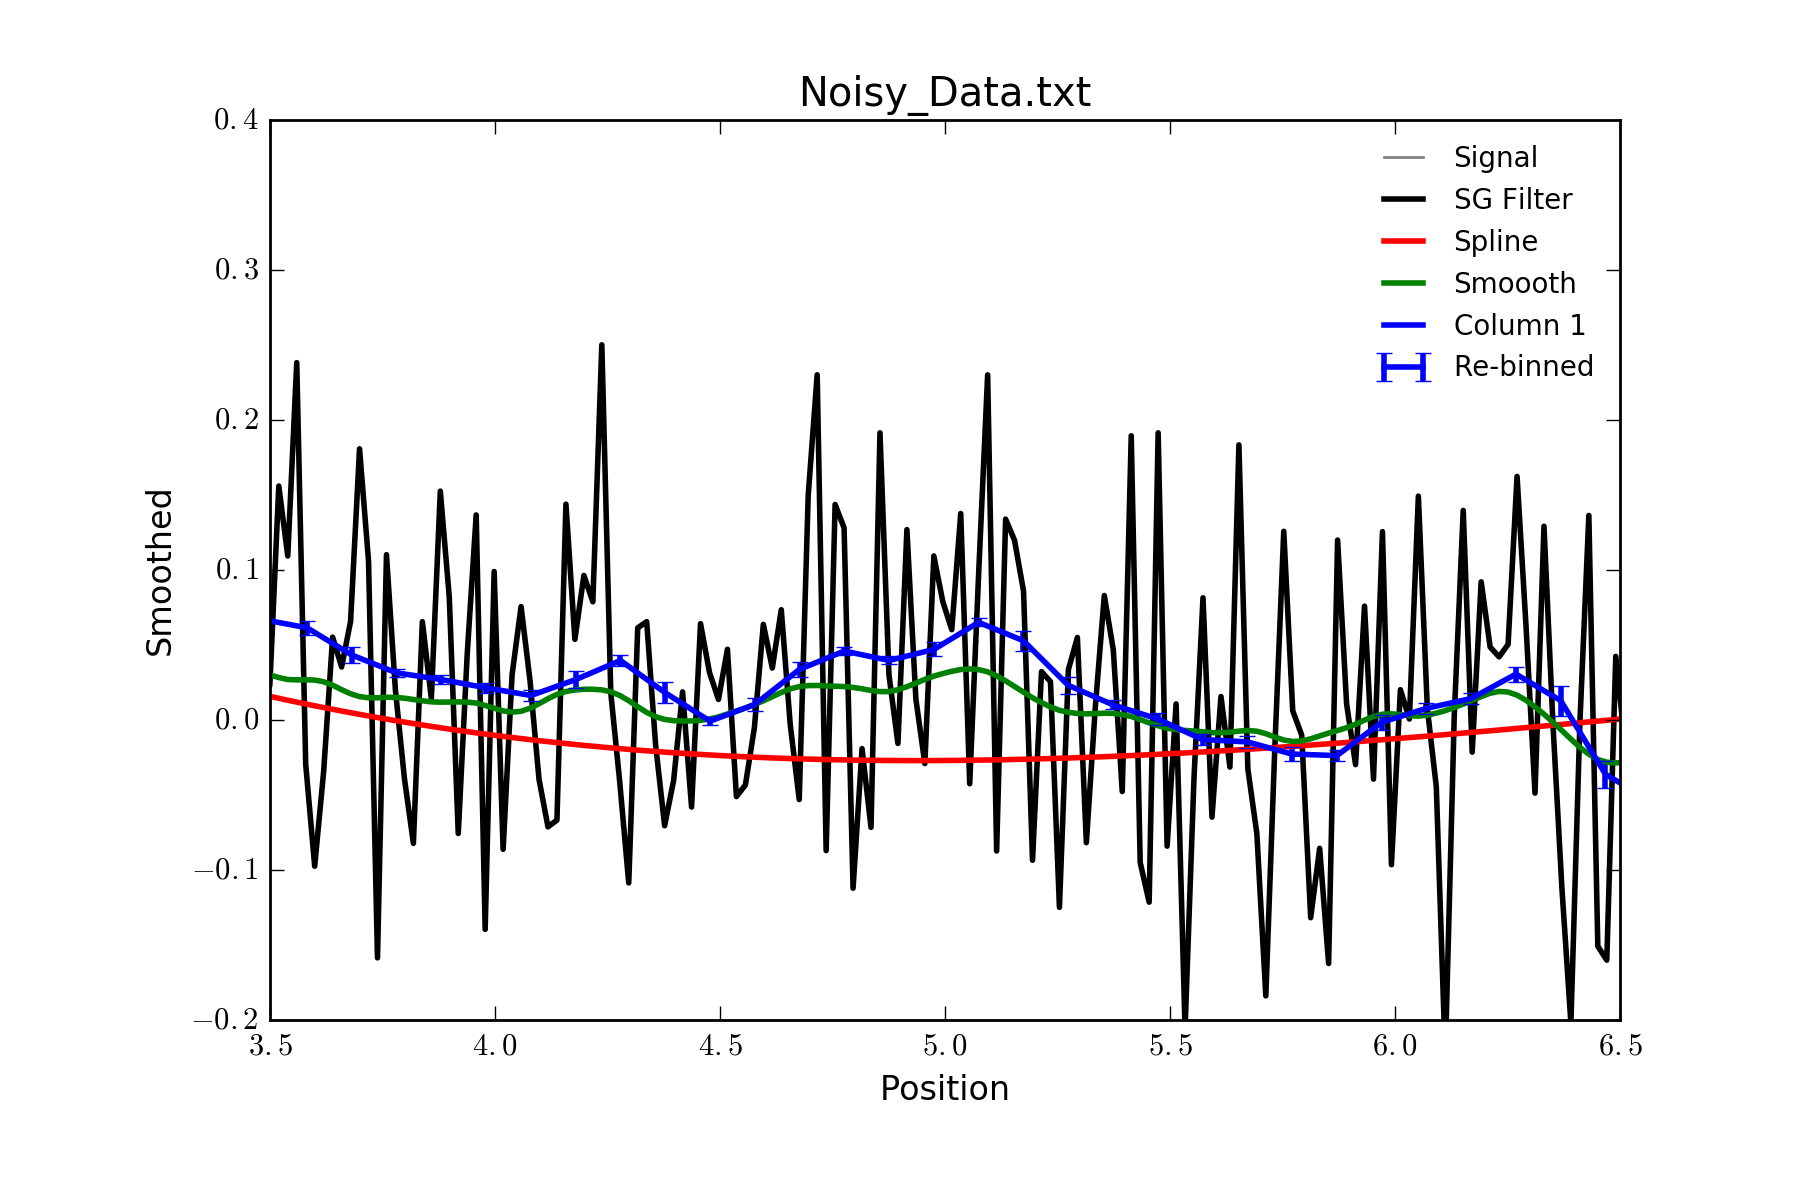 Noisy_Data.txt
0.4
0.3
0.2
0.1
0.0
−0.1
−0.2
Smoothed
Signal
SG Filter
Spline
Smoooth
Column 1
Re-binned
3.5 4.0 4.5 5.0 5.5 6.0 6.5
Position